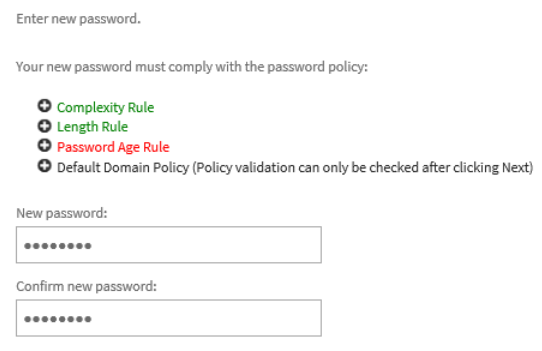 Enter new password.
Your new password must comply with the password policy:
Complexity Rule
Length Rule
Password Age Rule
Default Domain Policy (Policy validation can only be checked after clicking Next)
New password:
••••••••
Confirm new password:
••••••••